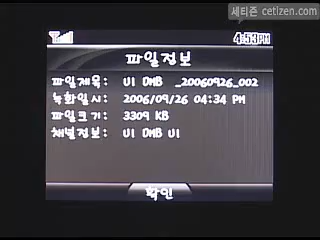 세티즌 cetizen.com
4:53PM
파일정보
파일제목: U1 DMB _20060926_002
녹화일시: 2006/09/26 04:34 PM
파일크기: 3309 KB
채널정보: U1 DMB U1
확인